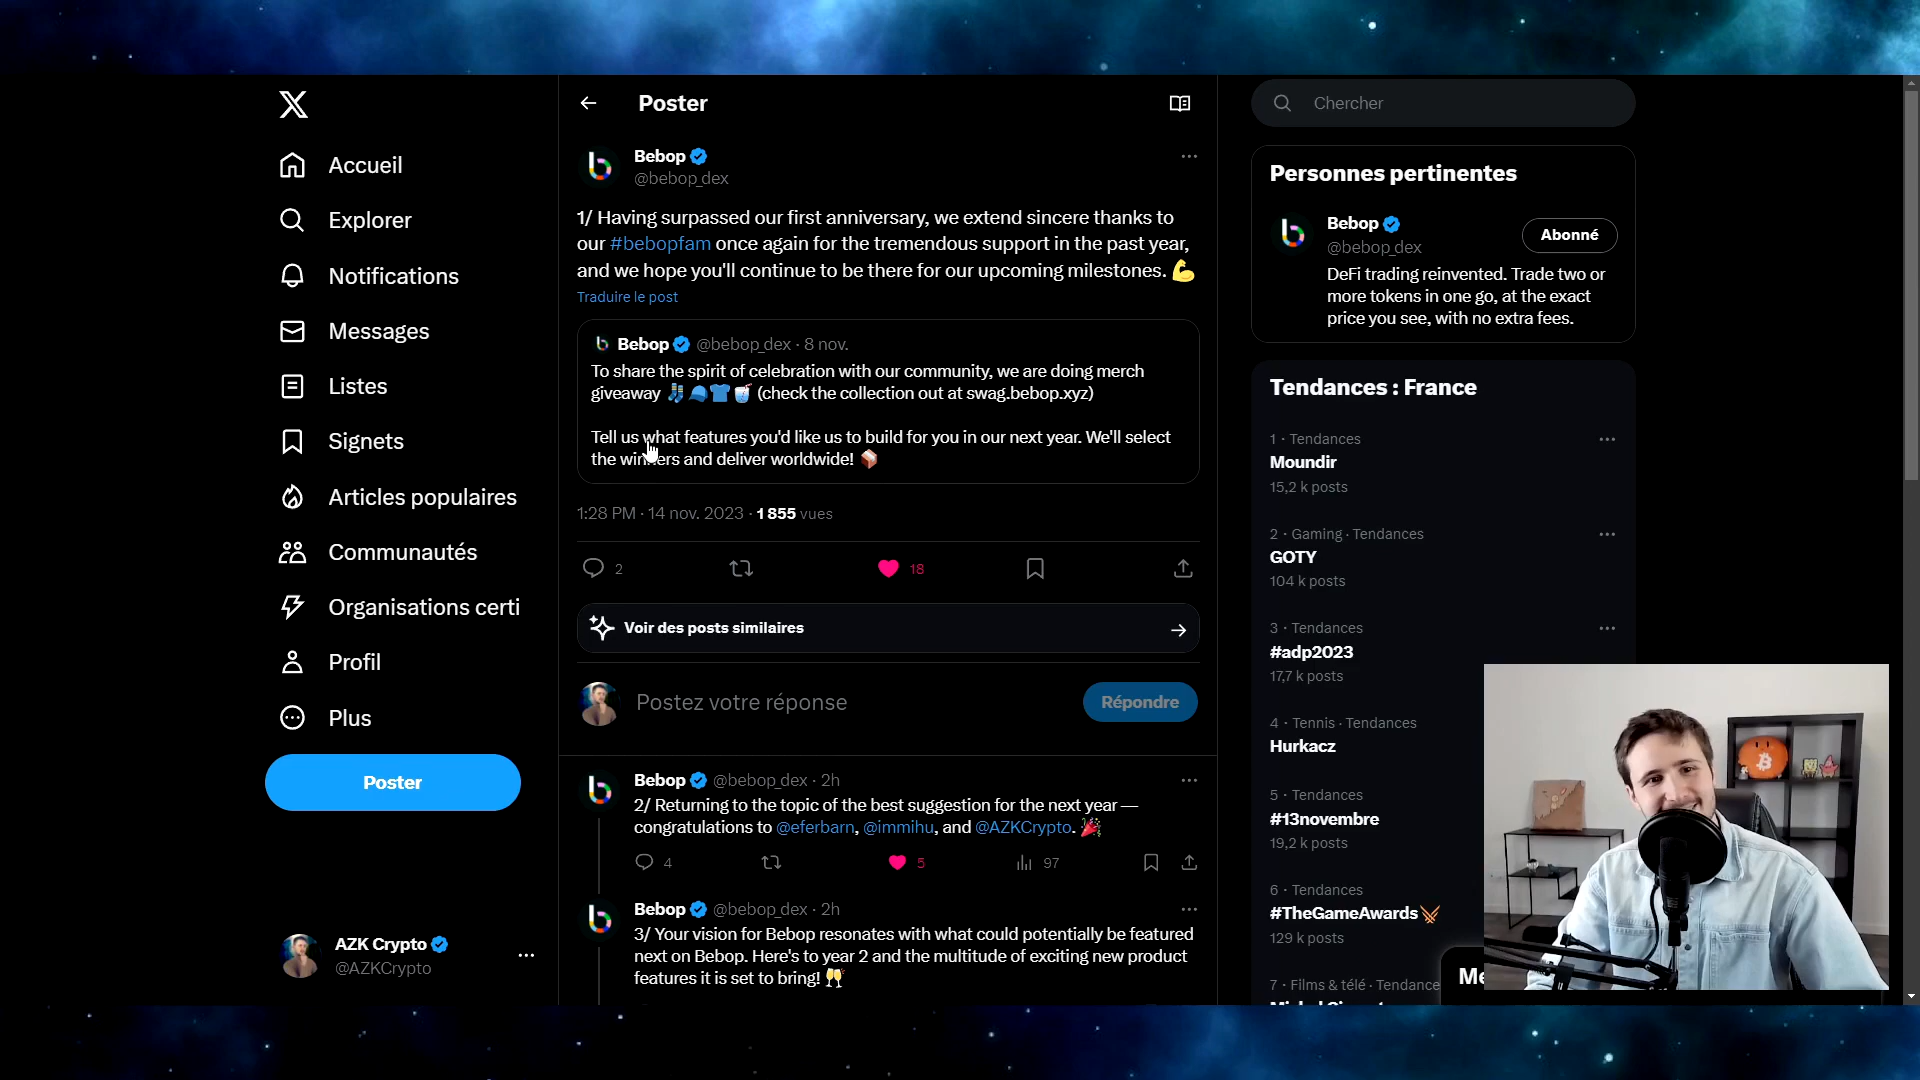 Accueil
Explorer
Notifications
Messages
Listes
Signets
Articles populaires
Communautés
Organisations certi
Profil
Plus
Poster
AZK Crypto
@AZKCrypto
Poster
Bebop
@bebop_dex
1/ Having surpassed our first anniversary, we extend sincere thanks to
our #bebopfam once again for the tremendous support in the past year,
and we hope you'll continue to be there for our upcoming milestones. 💪
Traduire le post
Bebop @bebop_dex · 8 nov.
To share the spirit of celebration with our community, we are doing merch
giveaway 🧦🧢👕🥤 (check the collection out at swag.bebop.xyz)
Tell us what features you'd like us to build for you in our next year. We'll select
the winners and deliver worldwide! 📦
1:28 PM · 14 nov. 2023 · 1 855 vues
2
18
Voir des posts similaires
Postez votre réponse
Répondre
Bebop @bebop_dex · 2h
2/ Returning to the topic of the best suggestion for the next year —
congratulations to @eferbarn, @immihu, and @AZKCrypto. 🎉
4
5
97
Bebop @bebop_dex · 2h
3/ Your vision for Bebop resonates with what could potentially be featured
next on Bebop. Here's to year 2 and the multitude of exciting new product
features it is set to bring! 🥂
Chercher
Personnes pertinentes
Bebop
@bebop_dex
Abonné
DeFi trading reinvented. Trade two or
more tokens in one go, at the exact
price you see, with no extra fees.
Tendances : France
1 · Tendances
Moundir
15,2 k posts
2 · Gaming · Tendances
GOTY
104 k posts
3 · Tendances
#adp2023
17,7 k posts
4 · Tennis · Tendances
Hurkacz
5 · Tendances
#13novembre
19,2 k posts
6 · Tendances
#TheGameAwards
129 k posts
7 · Films & télé · Tendance
Me